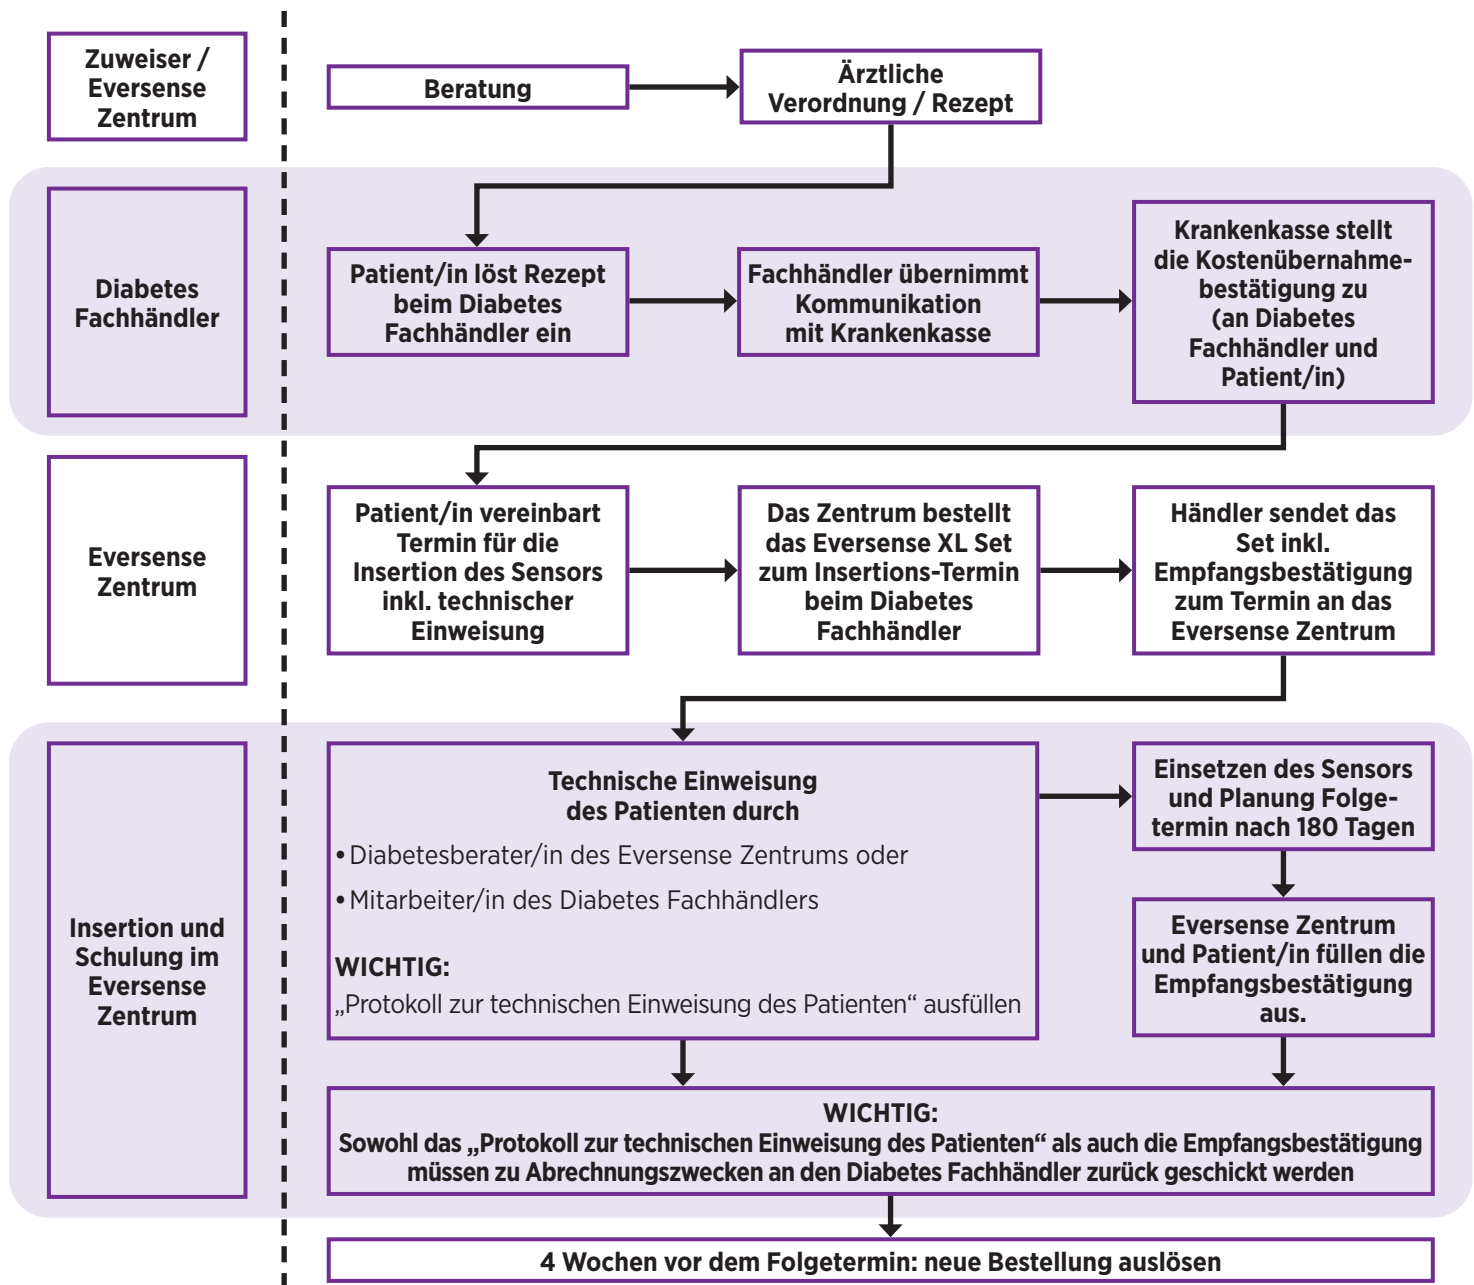 Zuweiser /
Eversense
Zentrum
Beratung
Ärztliche
Verordnung / Rezept
Diabetes
Fachhändler
Patient/in löst Rezept
beim Diabetes
Fachhändler ein
Fachhändler übernimmt
Kommunikation
mit Krankenkasse
Krankenkasse stellt
die Kostenübernahme-
bestätigung zu
(an Diabetes
Fachhändler und
Patient/in)
Eversense
Zentrum
Patient/in vereinbart
Termin für die
Insertion des Sensors
inkl. technischer
Einweisung
Das Zentrum bestellt
das Eversense XL Set
zum Insertions-Termin
beim Diabetes
Fachhändler
Händler sendet das
Set inkl.
Empfangsbestätigung
zum Termin an das
Eversense Zentrum
Insertion und
Schulung im
Eversense
Zentrum
Technische Einweisung
des Patienten durch
• Diabetesberater/in des Eversense Zentrums oder
• Mitarbeiter/in des Diabetes Fachhändlers
WICHTIG:
„Protokoll zur technischen Einweisung des Patienten“ ausfüllen
Einsetzen des Sensors
und Planung Folge-
termin nach 180 Tagen
Eversense Zentrum
und Patient/in füllen die
Empfangsbestätigung
aus.
WICHTIG:
Sowohl das „Protokoll zur technischen Einweisung des Patienten“ als auch die Empfangsbestätigung
müssen zu Abrechnungszwecken an den Diabetes Fachhändler zurück geschickt werden
4 Wochen vor dem Folgetermin: neue Bestellung auslösen